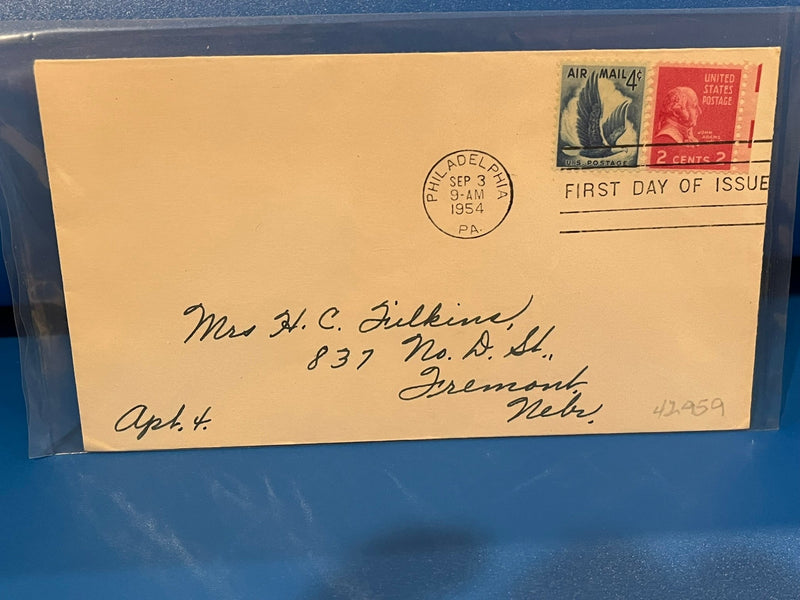 AIR MAIL 4¢
U.S. POSTAGE
UNITED
STATES
POSTAGE
JOHN
ADAMS
2 CENTS 2
PHILADELPHIA
SEP 3
9-AM
1954
PA.
FIRST DAY OF ISSUE
Mrs H. C. Filkins,
837 No. D. St.,
Fremont,
Nebr.
Apt. 4.
42959